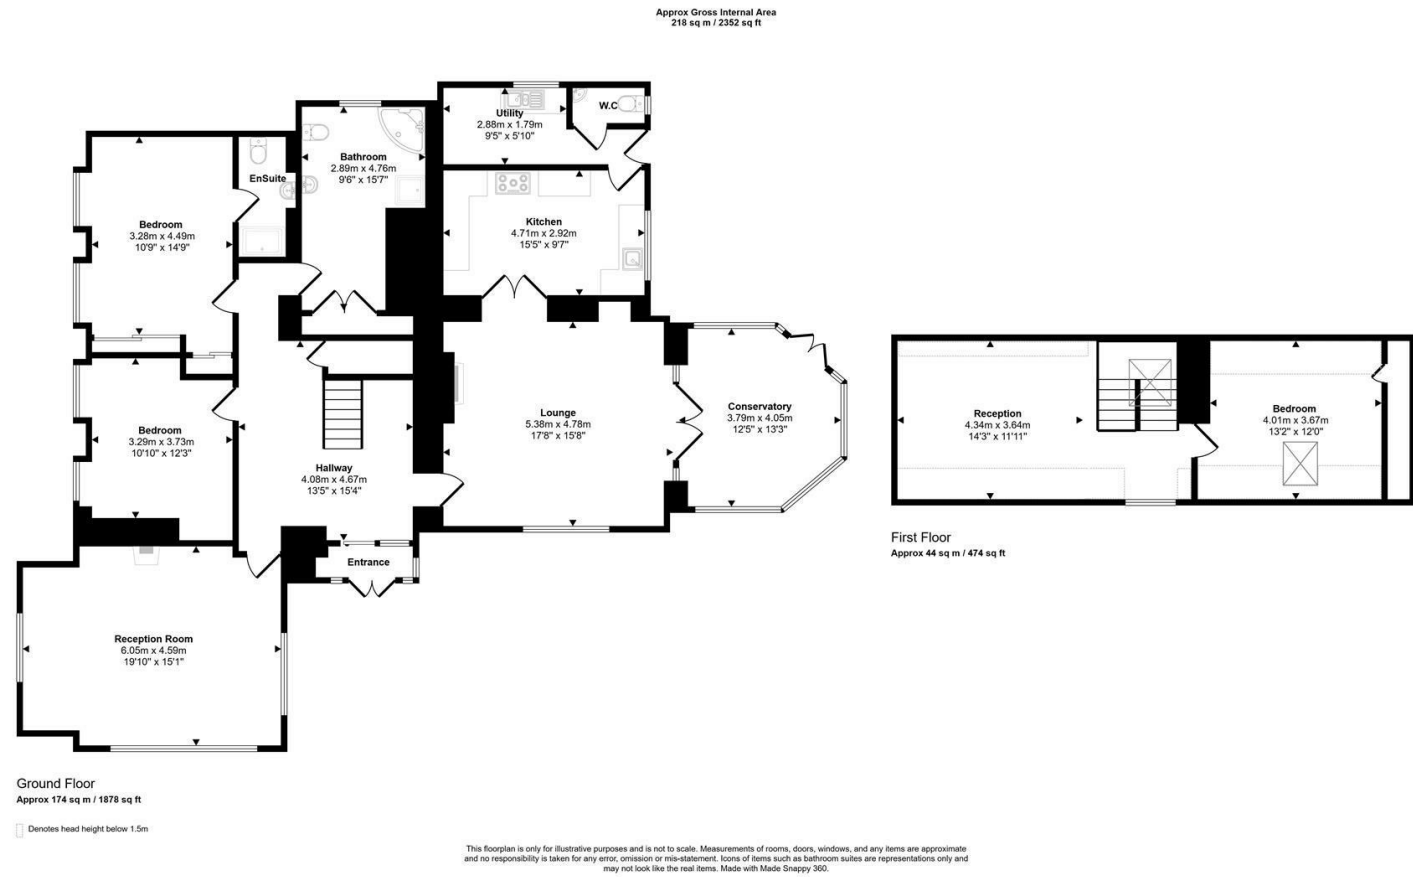 Approx Gross Internal Area
218 sq m / 2352 sq ft
Utility
2.88m x 1.79m
9'5" x 5'10"
W.C
Bathroom
2.89m x 4.76m
9'6" x 15'7"
EnSuite
Bedroom
3.28m x 4.49m
10'9" x 14'9"
Kitchen
4.71m x 2.92m
15'5" x 9'7"
Bedroom
3.29m x 3.73m
10'10" x 12'3"
Hallway
4.08m x 4.67m
13'5" x 15'4"
Lounge
5.38m x 4.78m
17'8" x 15'8"
Conservatory
3.79m x 4.05m
12'5" x 13'3"
Entrance
Reception Room
6.05m x 4.59m
19'10" x 15'1"
Reception
4.34m x 3.64m
14'3" x 11'11"
Bedroom
4.01m x 3.67m
13'2" x 12'0"
First Floor
Approx 44 sq m / 474 sq ft
Ground Floor
Approx 174 sq m / 1878 sq ft
Denotes head height below 1.5m
This floorplan is only for illustrative purposes and is not to scale. Measurements of rooms, doors, windows, and any items are approximate
and no responsibility is taken for any error, omission or mis-statement. Icons of items such as bathroom suites are representations only and
may not look like the real items. Made with Made Snappy 360.